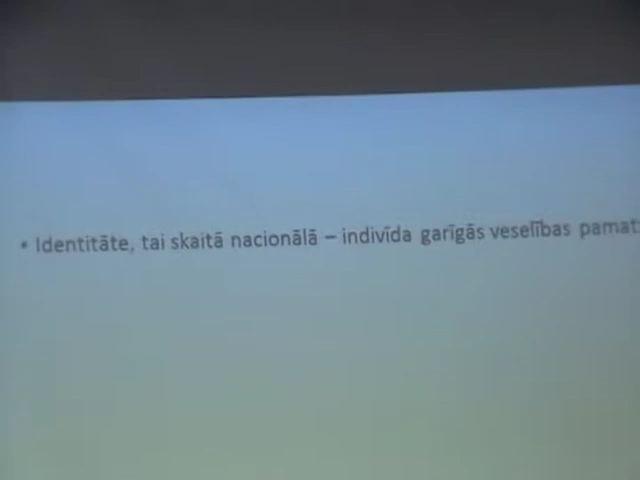 • Identitāte, tai skaitā nacionālā – indivīda garīgās veselības pamat